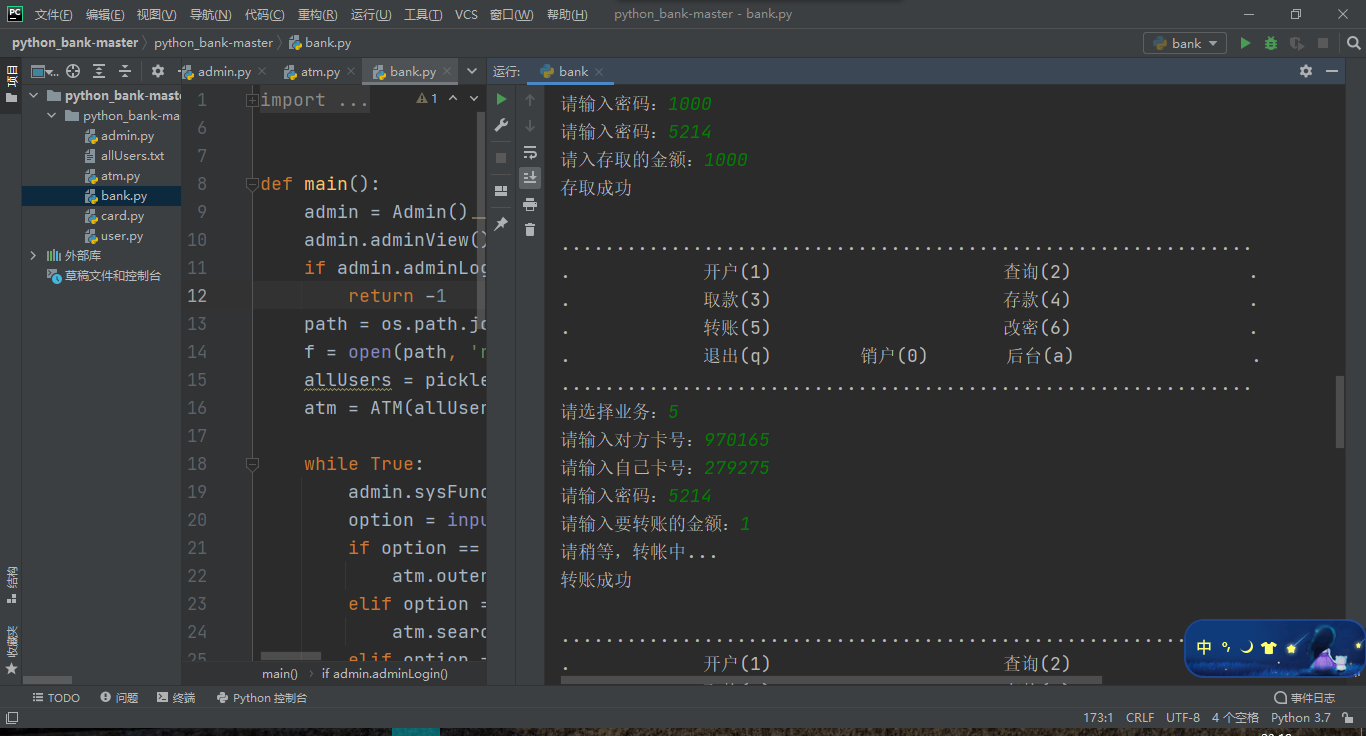 文件(F) 编辑(E) 视图(V) 导航(N) 代码(C) 重构(R) 运行(U) 工具(T) VCS 窗口(W) 帮助(H) python_bank-master - bank.py
python_bank-master python_bank-master bank.py bank
项目
admin.py atm.py bank.py
运行: bank
python_bank-maste
python_bank-ma
admin.py
allUsers.txt
atm.py
bank.py
card.py
user.py
外部库
草稿文件和控制台
结构
收藏夹
1 import ... 1
6
7
8 def main():
9 admin = Admin()
10 admin.adminView()
11 if admin.adminLog
12 return -1
13 path = os.path.jo
14 f = open(path, 'r
15 allUsers = pickle
16 atm = ATM(allUser
17
18 while True:
19 admin.sysFunc
20 option = inpu
21 if option ==
22 atm.outer
23 elif option =
24 atm.searc
25 elif option =
main() if admin.adminLogin()
请输入密码：1000
请输入密码：5214
请入存取的金额：1000
存取成功
...............................................................
. 开户(1) 查询(2) .
. 取款(3) 存款(4) .
. 转账(5) 改密(6) .
. 退出(q) 销户(0) 后台(a) .
...............................................................
请选择业务：5
请输入对方卡号：970165
请输入自己卡号：279275
请输入密码：5214
请输入要转账的金额：1
请稍等，转帐中...
转账成功
.........................................................
. 开户(1) 查询(2)
中
TODO 问题 终端 Python 控制台 事件日志
173:1 CRLF UTF-8 4 个空格 Python 3.7